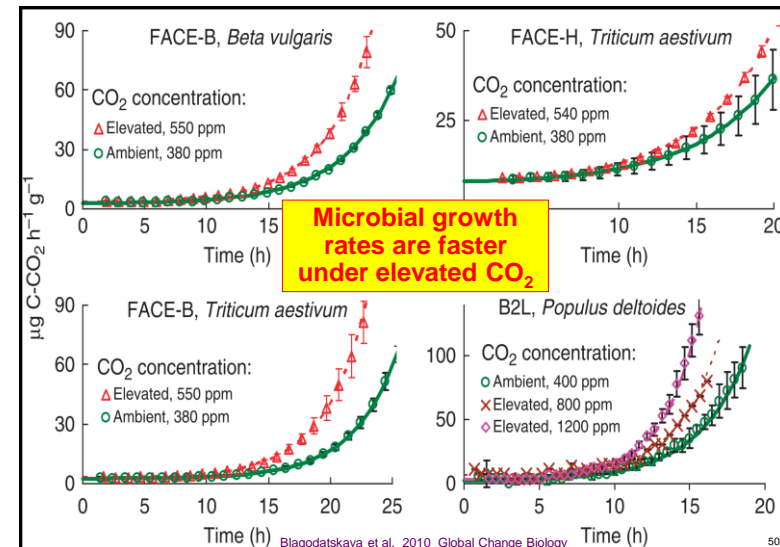 µg C-CO₂ h⁻¹ g⁻¹
FACE-B, Beta vulgaris
CO₂ concentration:
Elevated, 550 ppm
Ambient, 380 ppm
90
60
30
0
0 5 10 15
Time (h)
FACE-H, Triticum aestivum
CO₂ concentration:
Elevated, 540 ppm
Ambient, 380 ppm
50
25
10 15 20
Time (h)
Microbial growth
rates are faster
under elevated CO₂
FACE-B, Triticum aestivum
CO₂ concentration:
Elevated, 550 ppm
Ambient, 380 ppm
90
60
30
0
0 5 10 15 20 25
Time (h)
B2L, Populus deltoides
CO₂ concentration:
Ambient, 400 ppm
Elevated, 800 ppm
Elevated, 1200 ppm
100
50
0
0 5 10 15 20
Time (h)
Blagodatskaya et al. 2010 Global Change Biology
50